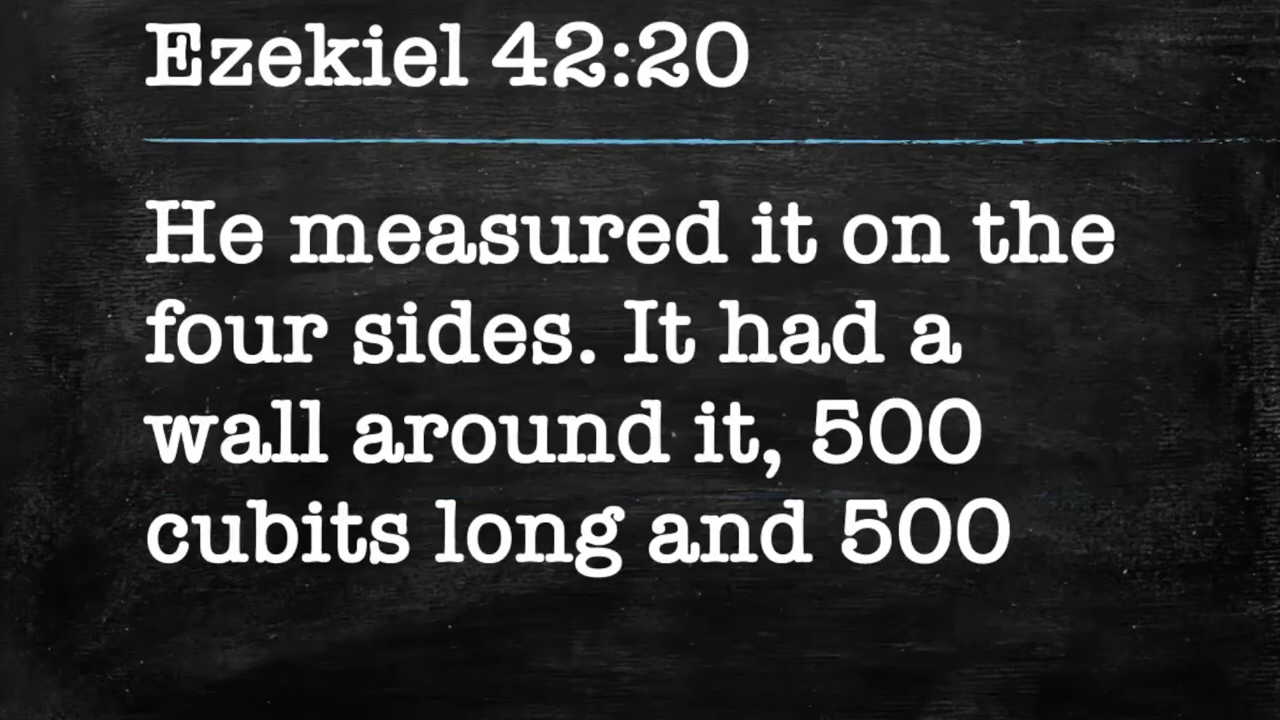 Ezekiel 42:20
He measured it on the
four sides. It had a
wall around it, 500
cubits long and 500